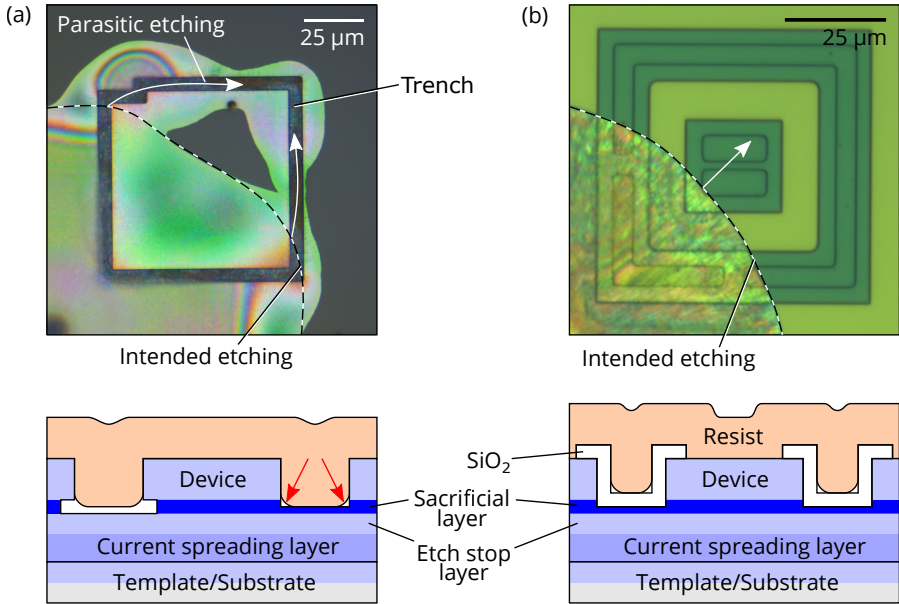 (a)
Parasitic etching
25 µm
Trench
Intended etching
(b)
25 µm
Intended etching
Device
Sacrificial
layer
Etch stop
layer
Current spreading layer
Template/Substrate
Resist
SiO₂
Device
Current spreading layer
Template/Substrate